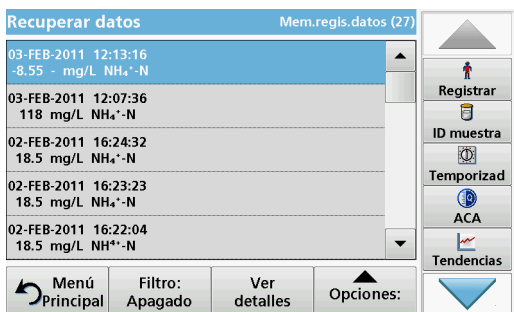 Recuperar datos
Mem.regis.datos (27)
03-FEB-2011 12:13:16
-8.55 - mg/L NH₄⁺-N
03-FEB-2011 12:07:36
118 mg/L NH₄⁺-N
02-FEB-2011 16:24:32
18.5 mg/L NH₄⁺-N
02-FEB-2011 16:23:23
18.5 mg/L NH₄⁺-N
02-FEB-2011 16:22:04
18.5 mg/L NH⁴⁺-N
Registrar
ID muestra
Temporizad
ACA
Tendencias
Menú
Principal
Filtro:
Apagado
Ver
detalles
Opciones: